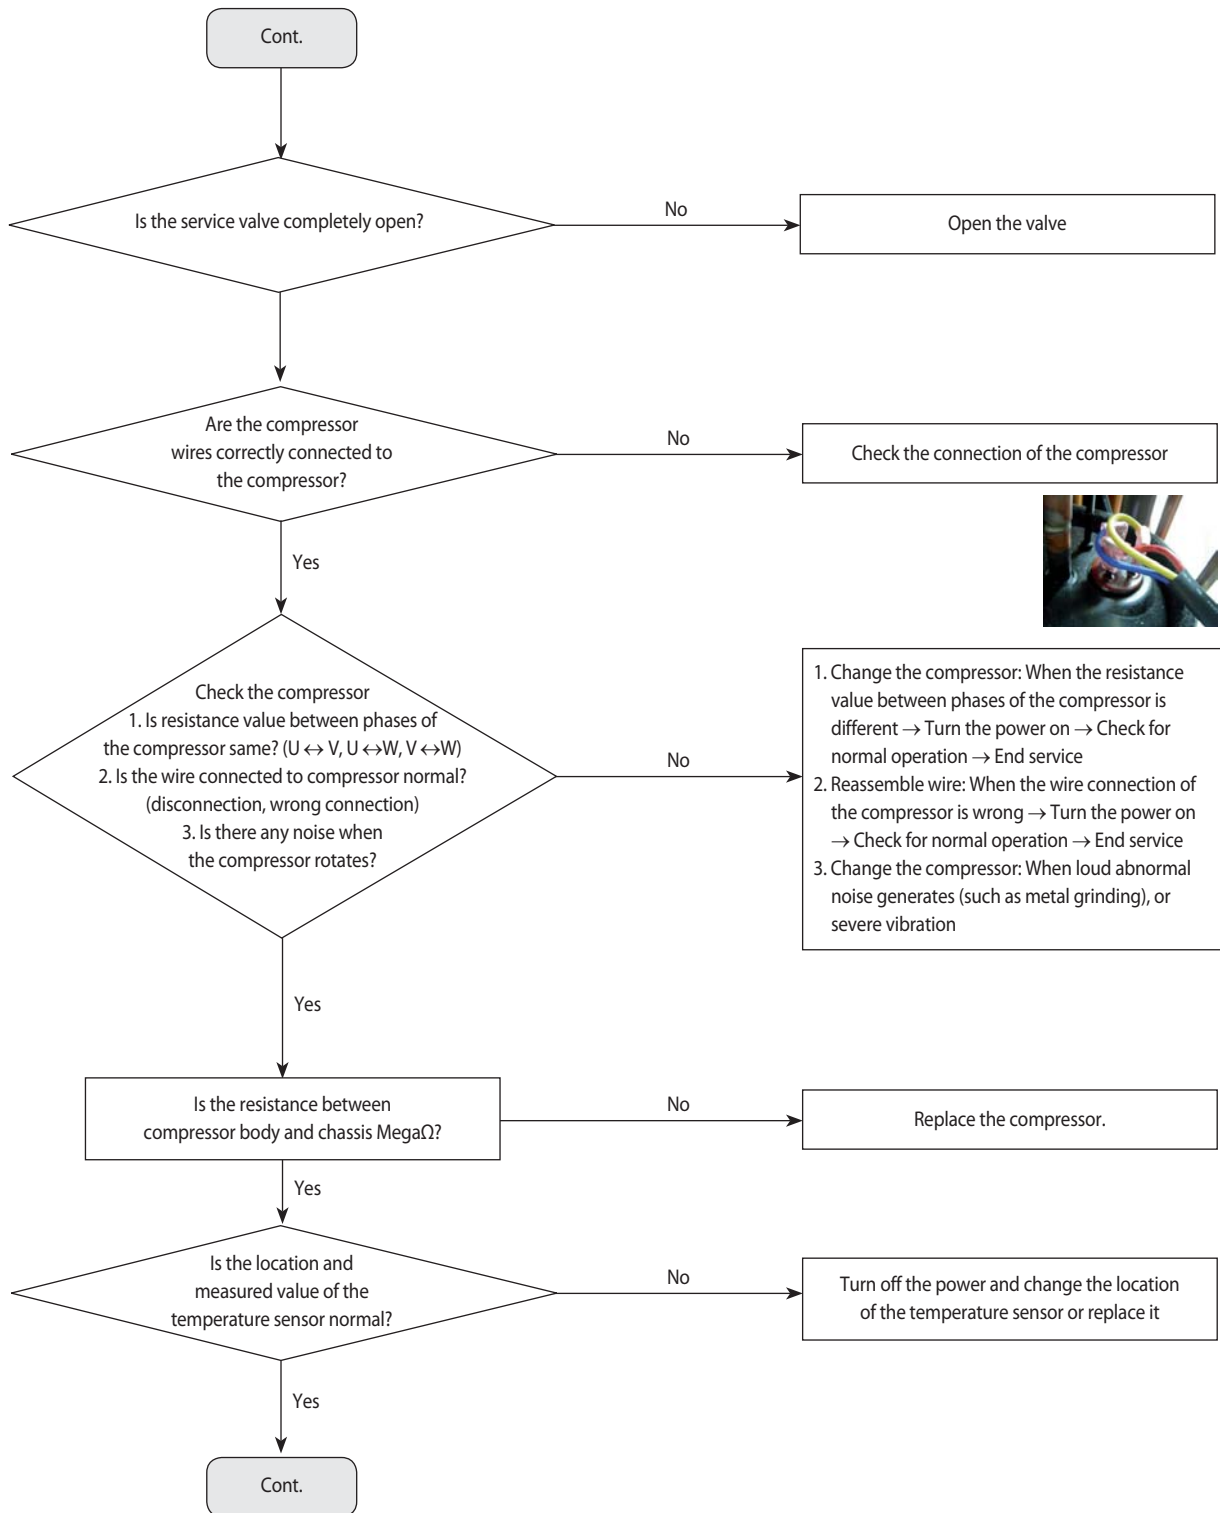 Cont.
Is the service valve completely open?
No
Open the valve
Are the compressor
wires correctly connected to
the compressor?
No
Check the connection of the compressor
Yes
Check the compressor
1. Is resistance value between phases of
the compressor same? (U ↔ V, U ↔W, V ↔W)
2. Is the wire connected to compressor normal?
(disconnection, wrong connection)
3. Is there any noise when
the compressor rotates?
No
1. Change the compressor: When the resistance
value between phases of the compressor is
different → Turn the power on → Check for
normal operation → End service
2. Reassemble wire: When the wire connection of
the compressor is wrong → Turn the power on
→ Check for normal operation → End service
3. Change the compressor: When loud abnormal
noise generates (such as metal grinding), or
severe vibration
Yes
Is the resistance between
compressor body and chassis MegaΩ?
No
Replace the compressor.
Yes
Is the location and
measured value of the
temperature sensor normal?
No
Turn off the power and change the location
of the temperature sensor or replace it
Yes
Cont.